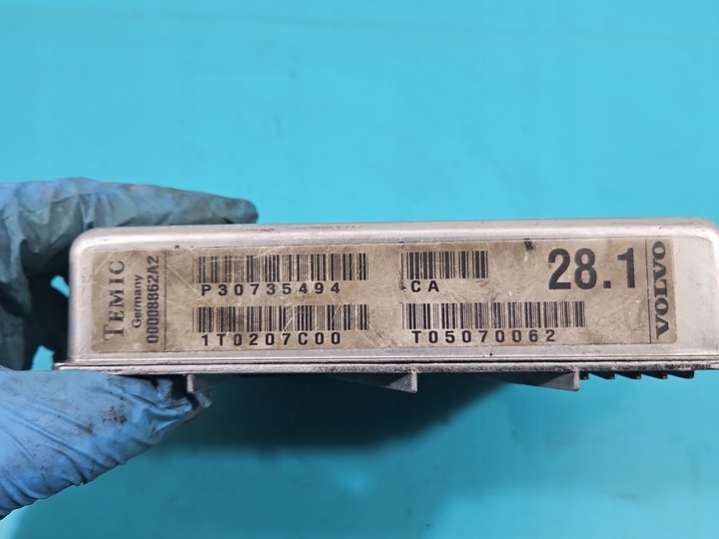 TEMIC
Germany
00008862A2
P30735494
CA
28.1
VOLVO
1T0207C00
T05070062